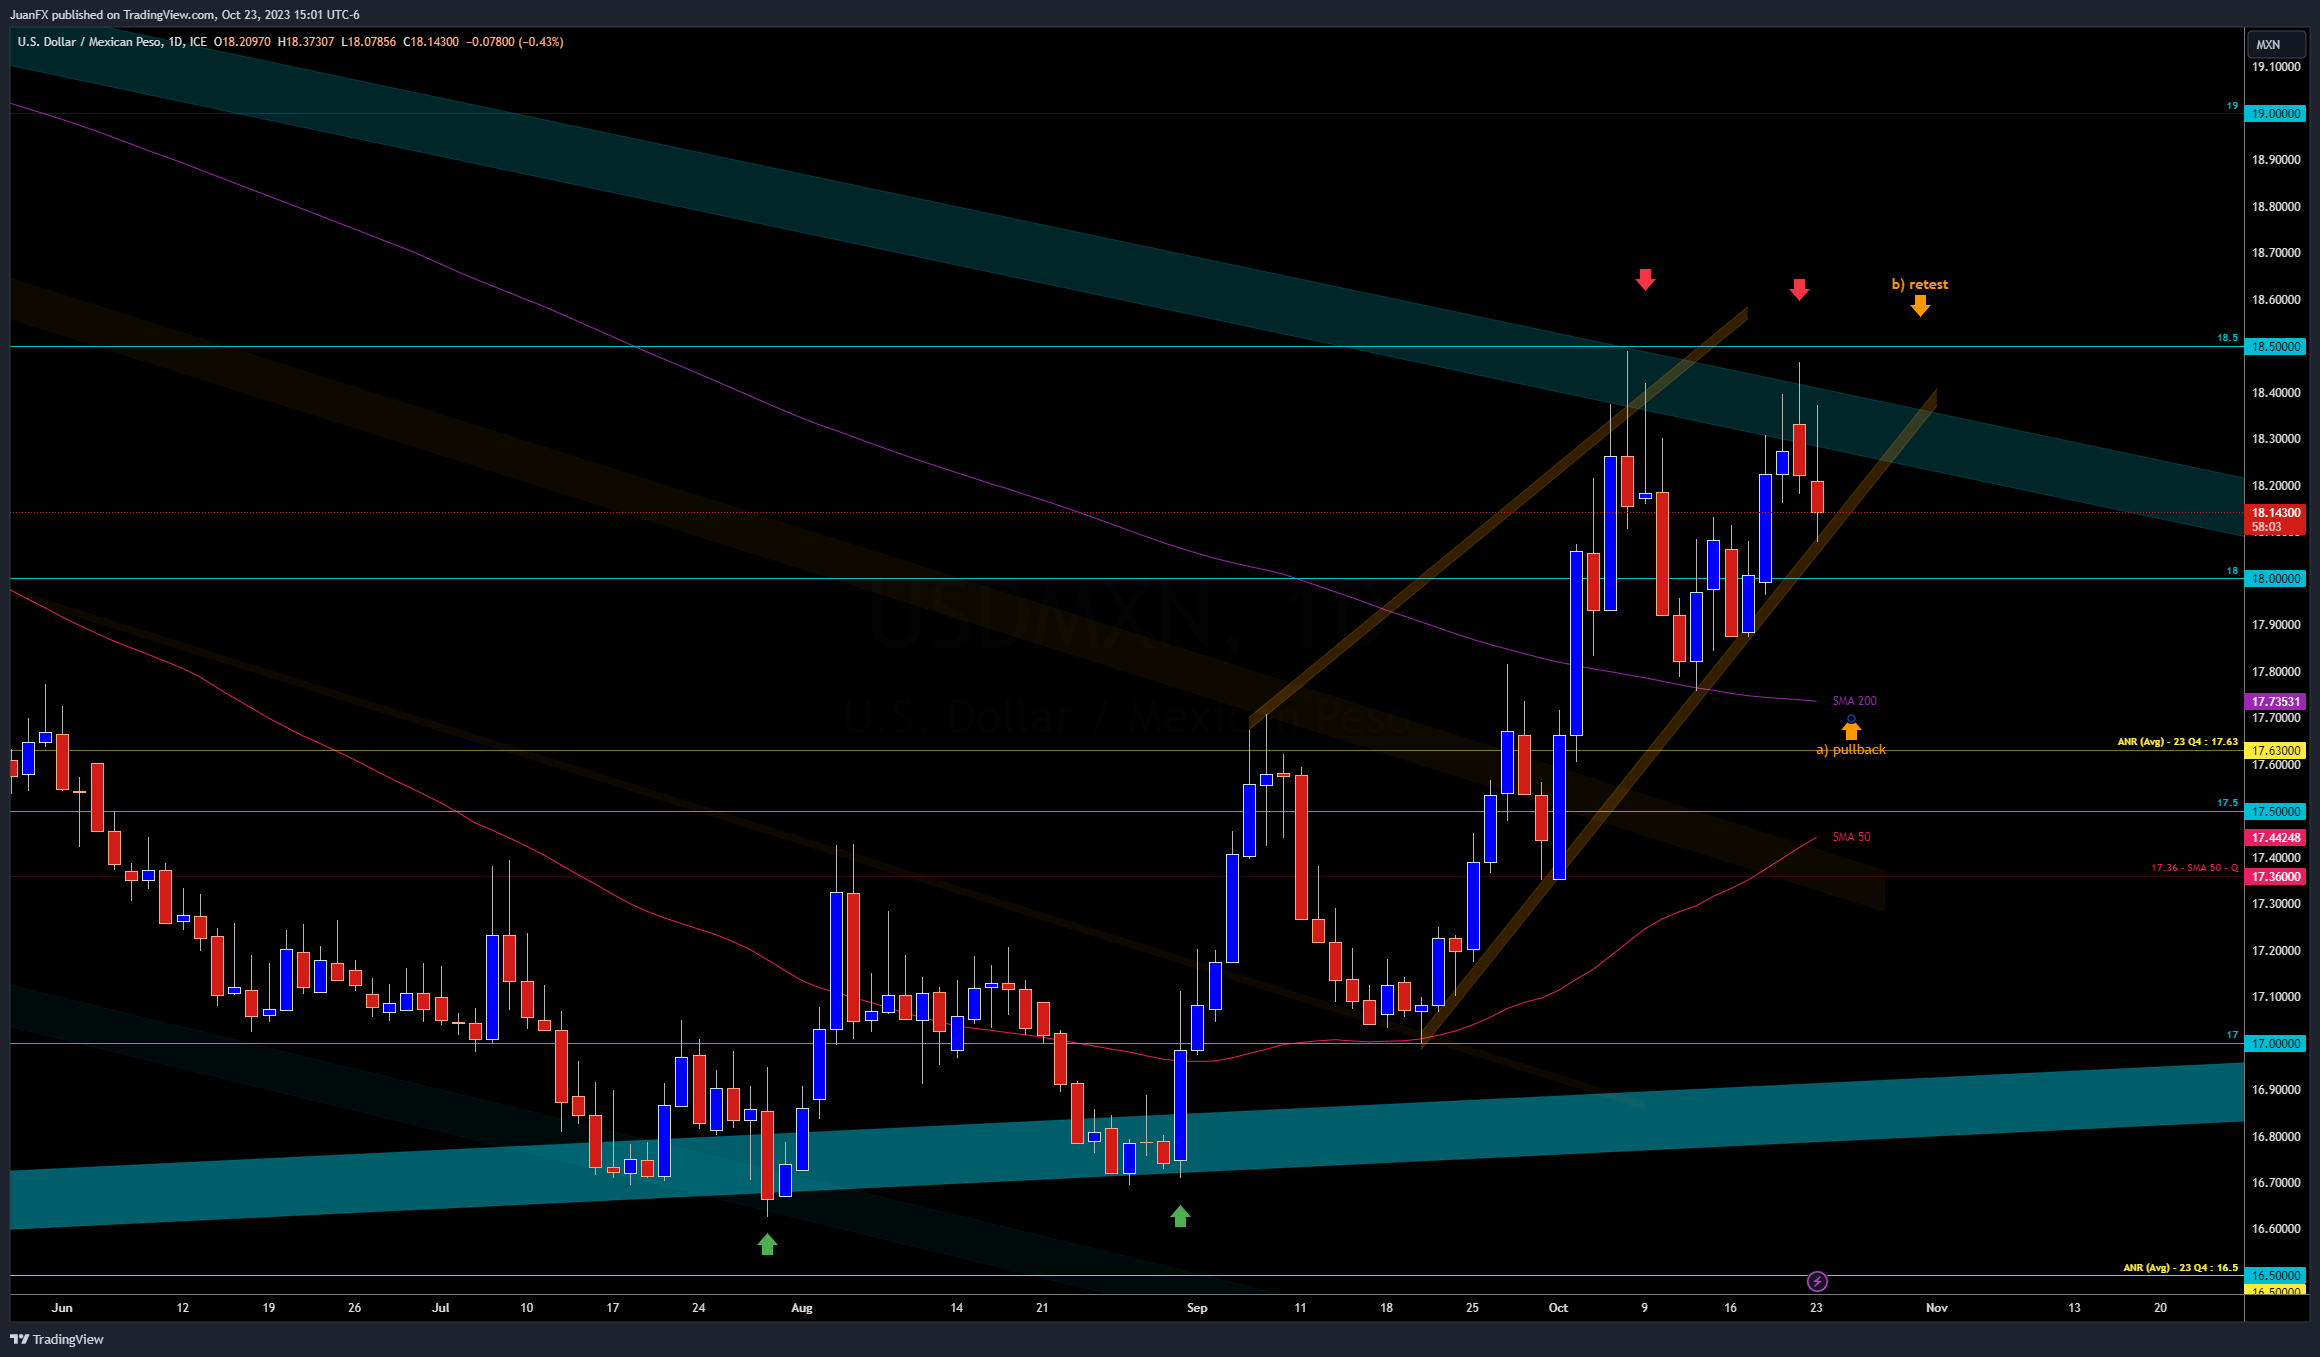 JuanFX published on TradingView.com, Oct 23, 2023 15:01 UTC-6
U.S. Dollar / Mexican Peso, 1D, ICE O18.20970 H18.37307 L18.07856 C18.14300 −0.07800 (−0.43%)
MXN
19.10000
19
19.00000
18.90000
18.80000
18.70000
b) retest
18.60000
18.5
18.50000
18.40000
18.30000
18.20000
18.14300
58:03
18
18.00000
USDMXN, 1D
17.90000
17.80000
SMA 200
17.73531
U.S. Dollar / Mexican Peso
17.70000
ANR (Avg) - 23 Q4 : 17.63
a) pullback
17.63000
17.60000
17.5
17.50000
SMA 50
17.44248
17.40000
17.36 - SMA 50 - Q
17.36000
17.30000
17.20000
17.10000
17
17.00000
16.90000
16.80000
16.70000
16.60000
ANR (Avg) - 23 Q4 : 16.5
16.50000
16.50000
Jun 12 19 26 Jul 10 17 24 Aug 14 21 Sep 11 18 25 Oct 9 16 23 Nov 13 20
TradingView